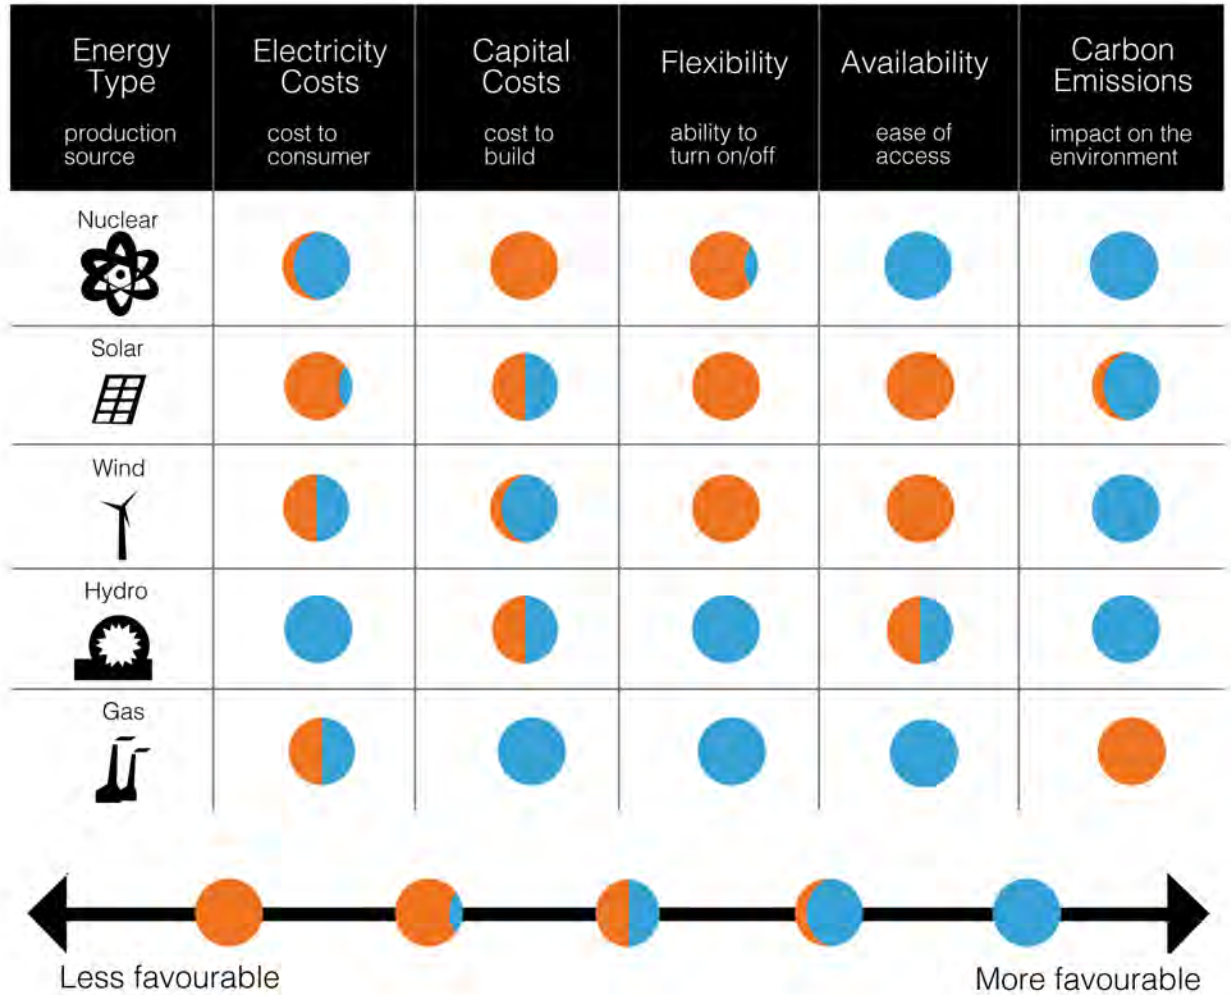 Energy
Type
production
source
Electricity
Costs
cost to
consumer
Capital
Costs
cost to
build
Flexibility
ability to
turn on/off
Availability
ease of
access
Carbon
Emissions
impact on the
environment
Nuclear
Solar
Wind
Hydro
Gas
Less favourable
More favourable